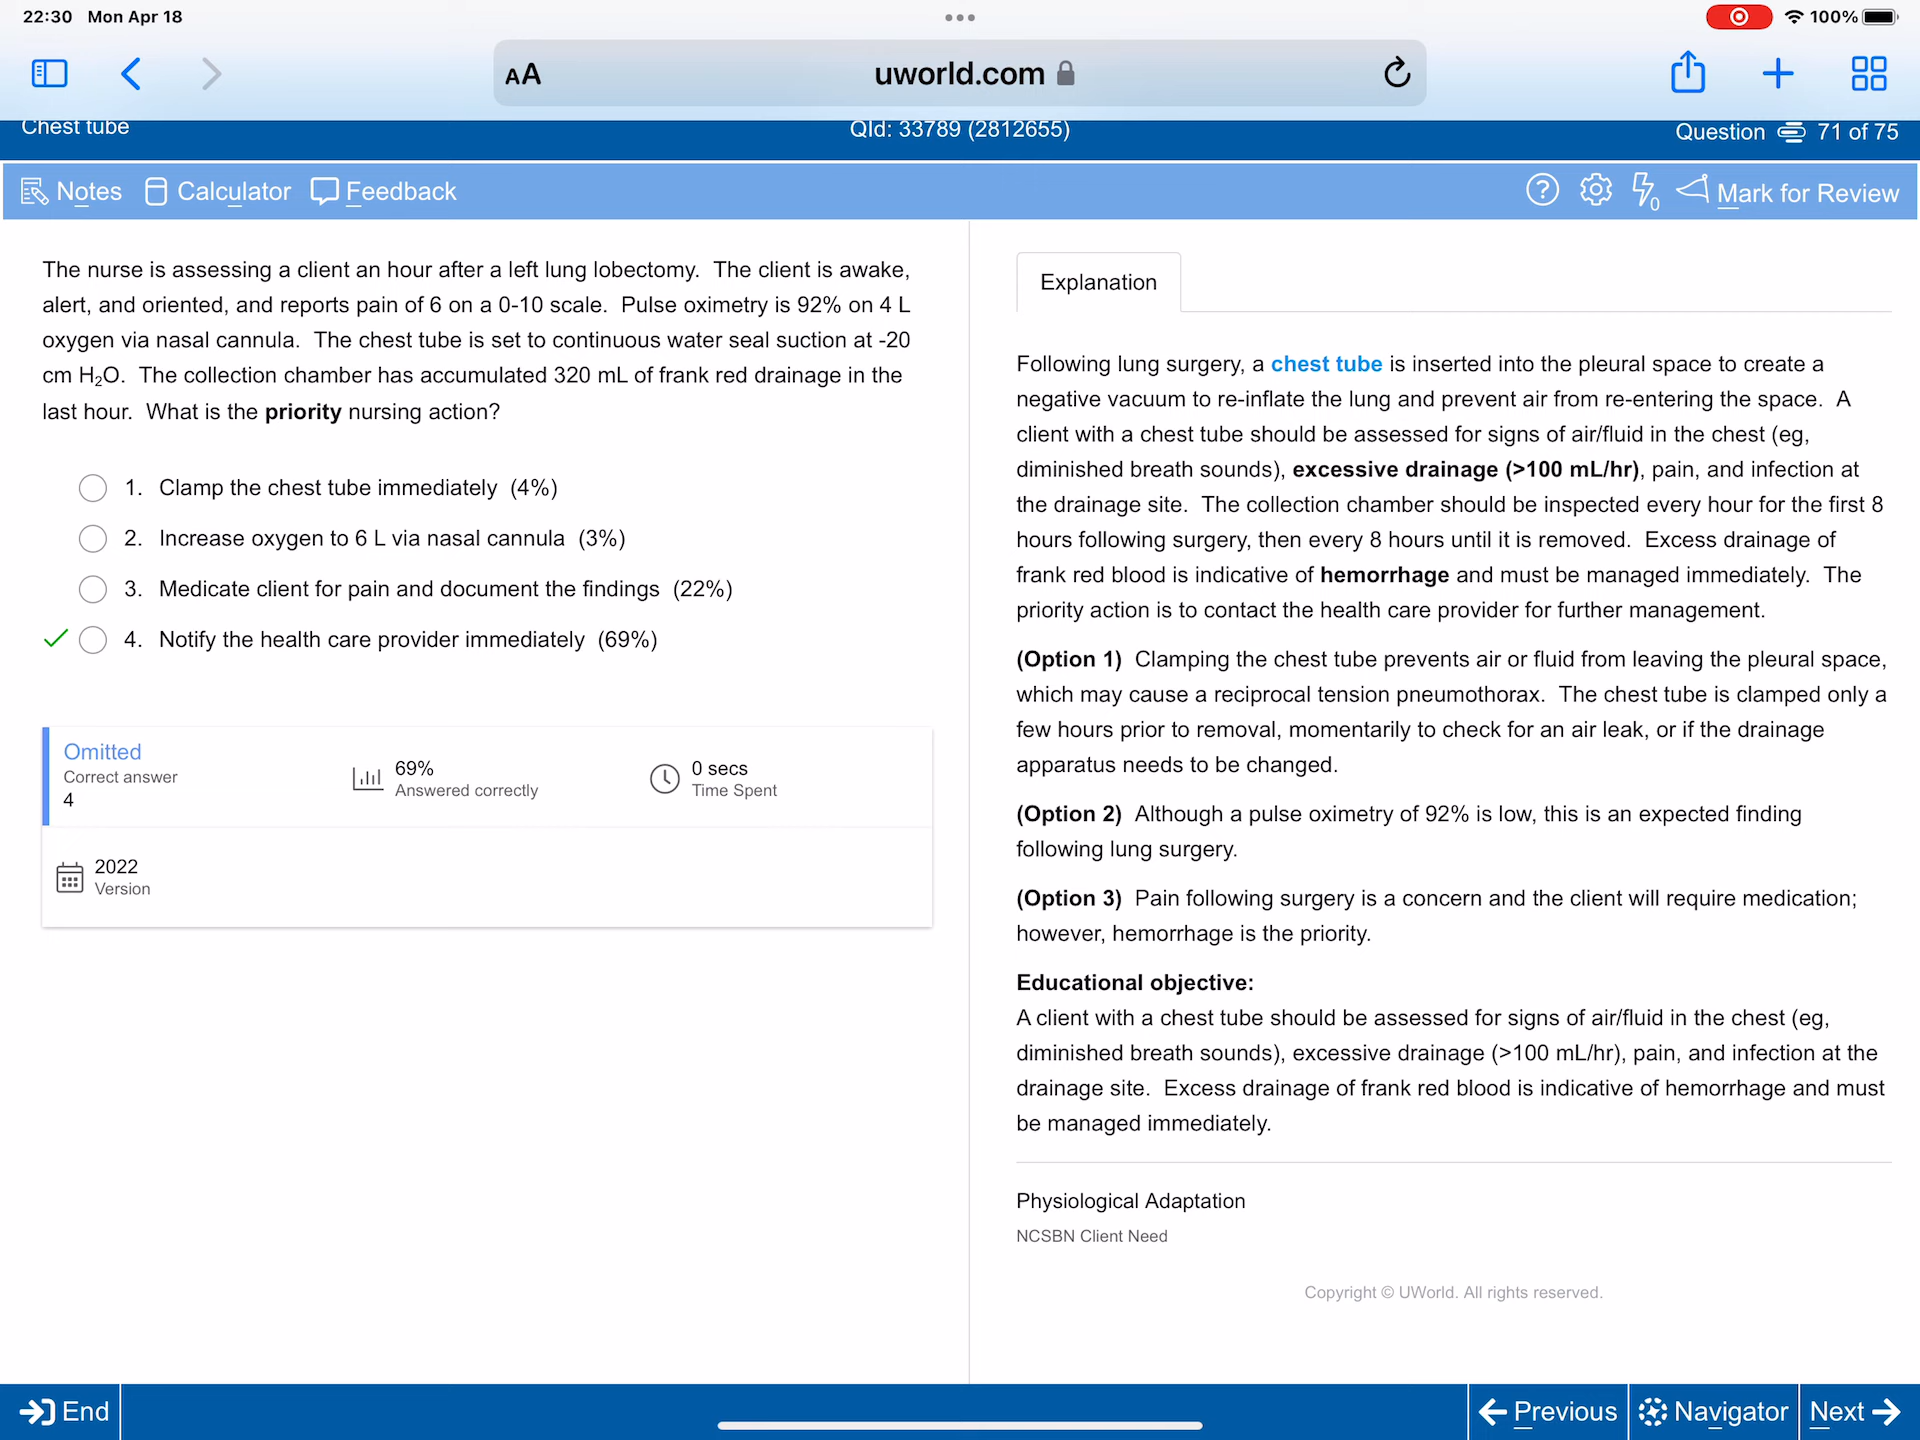 22:30 Mon Apr 18
100%
AA
uworld.com
Chest tube
QId: 33789 (2812655)
Question 71 of 75
Notes
Calculator
Feedback
0
Mark for Review
The nurse is assessing a client an hour after a left lung lobectomy. The client is awake,
alert, and oriented, and reports pain of 6 on a 0-10 scale. Pulse oximetry is 92% on 4 L
oxygen via nasal cannula. The chest tube is set to continuous water seal suction at -20
cm H₂O. The collection chamber has accumulated 320 mL of frank red drainage in the
last hour. What is the priority nursing action?
1. Clamp the chest tube immediately (4%)
2. Increase oxygen to 6 L via nasal cannula (3%)
3. Medicate client for pain and document the findings (22%)
4. Notify the health care provider immediately (69%)
Omitted
Correct answer
4
69%
Answered correctly
0 secs
Time Spent
2022
Version
Explanation
Following lung surgery, a chest tube is inserted into the pleural space to create a
negative vacuum to re-inflate the lung and prevent air from re-entering the space. A
client with a chest tube should be assessed for signs of air/fluid in the chest (eg,
diminished breath sounds), excessive drainage (>100 mL/hr), pain, and infection at
the drainage site. The collection chamber should be inspected every hour for the first 8
hours following surgery, then every 8 hours until it is removed. Excess drainage of
frank red blood is indicative of hemorrhage and must be managed immediately. The
priority action is to contact the health care provider for further management.
(Option 1) Clamping the chest tube prevents air or fluid from leaving the pleural space,
which may cause a reciprocal tension pneumothorax. The chest tube is clamped only a
few hours prior to removal, momentarily to check for an air leak, or if the drainage
apparatus needs to be changed.
(Option 2) Although a pulse oximetry of 92% is low, this is an expected finding
following lung surgery.
(Option 3) Pain following surgery is a concern and the client will require medication;
however, hemorrhage is the priority.
Educational objective:
A client with a chest tube should be assessed for signs of air/fluid in the chest (eg,
diminished breath sounds), excessive drainage (>100 mL/hr), pain, and infection at the
drainage site. Excess drainage of frank red blood is indicative of hemorrhage and must
be managed immediately.
Physiological Adaptation
NCSBN Client Need
Copyright © UWorld. All rights reserved.
End
Previous
Navigator
Next